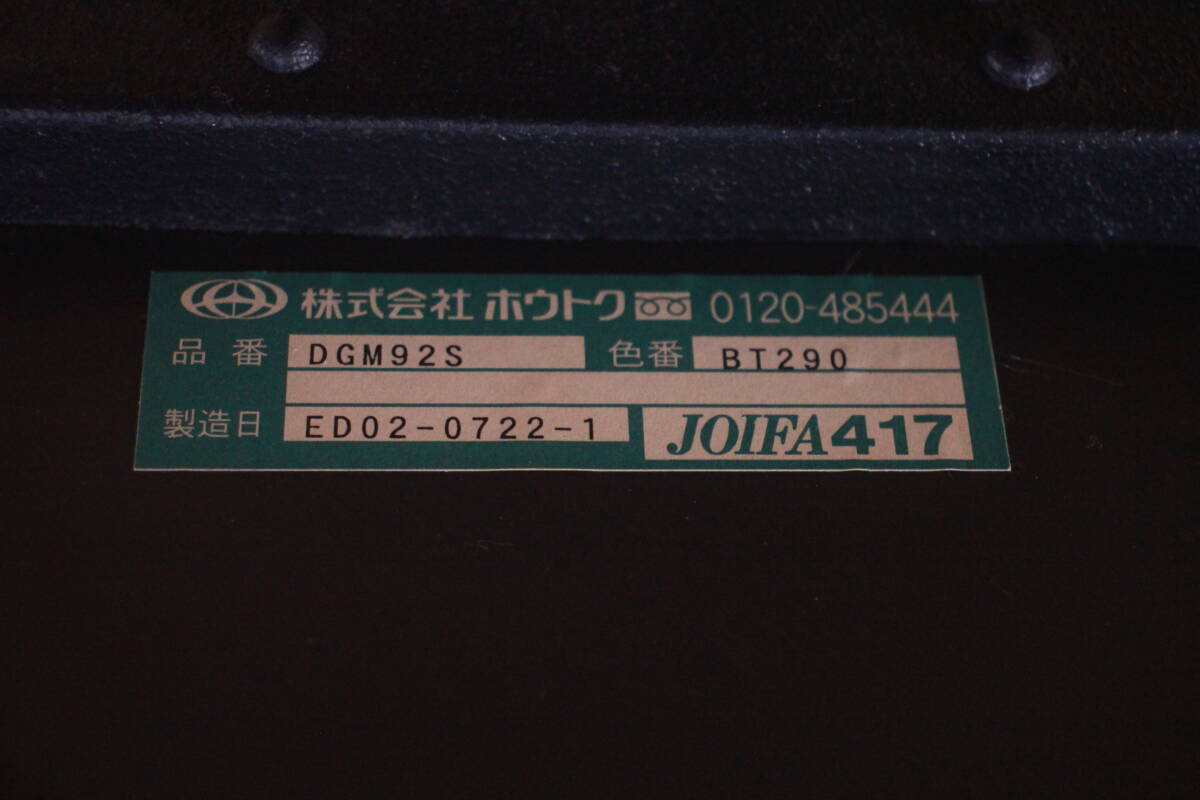 株式会社 ホウトク 0120-485444
品番 DGM92S 色番 BT290
製造日 ED02-0722-1 JOIFA417